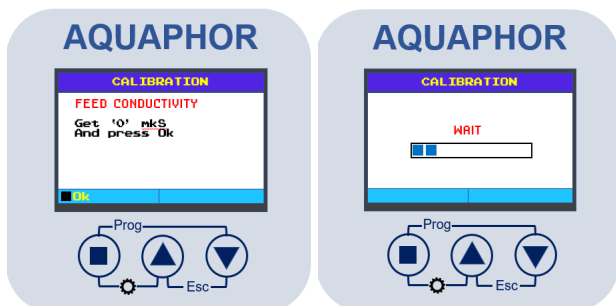 AQUAPHOR
CALIBRATION
FEED CONDUCTIVITY
Get '0' mkS
And press Ok
Ok
Prog
Esc
AQUAPHOR
CALIBRATION
WAIT
Prog
Esc